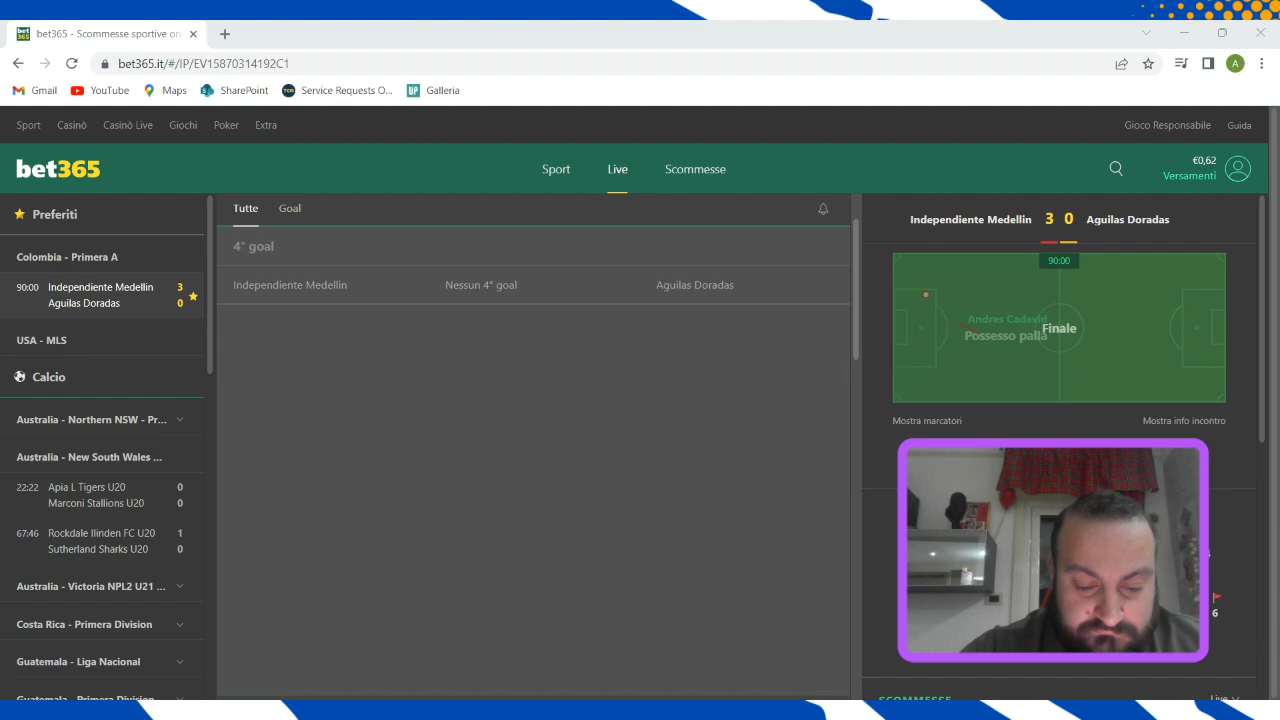 bet365 - Scommesse sportive on
bet365.it/#/IP/EV15870314192C1
A
Gmail
YouTube
Maps
SharePoint
Service Requests O...
Galleria
Sport
Casinò
Casinò Live
Giochi
Poker
Extra
Gioco Responsabile
Guida
bet365
Sport
Live
Scommesse
€0,62
Versamenti
Preferiti
Colombia - Primera A
90:00 Independiente Medellin 3
Aguilas Doradas 0
USA - MLS
Calcio
Australia - Northern NSW - Pr...
Australia - New South Wales ...
22:22 Apia L Tigers U20 0
Marconi Stallions U20 0
67:46 Rockdale Ilinden FC U20 1
Sutherland Sharks U20 0
Australia - Victoria NPL2 U21 ...
Costa Rica - Primera Division
Guatemala - Liga Nacional
Guatemala - Primera Division
Tutte
Goal
4° goal
Independiente Medellin
Nessun 4° goal
Aguilas Doradas
Independiente Medellin 3 0 Aguilas Doradas
90:00
Andres Cadavid
Possesso palla
Finale
Mostra marcatori
Mostra info incontro
6
SCOMMESSE
Live